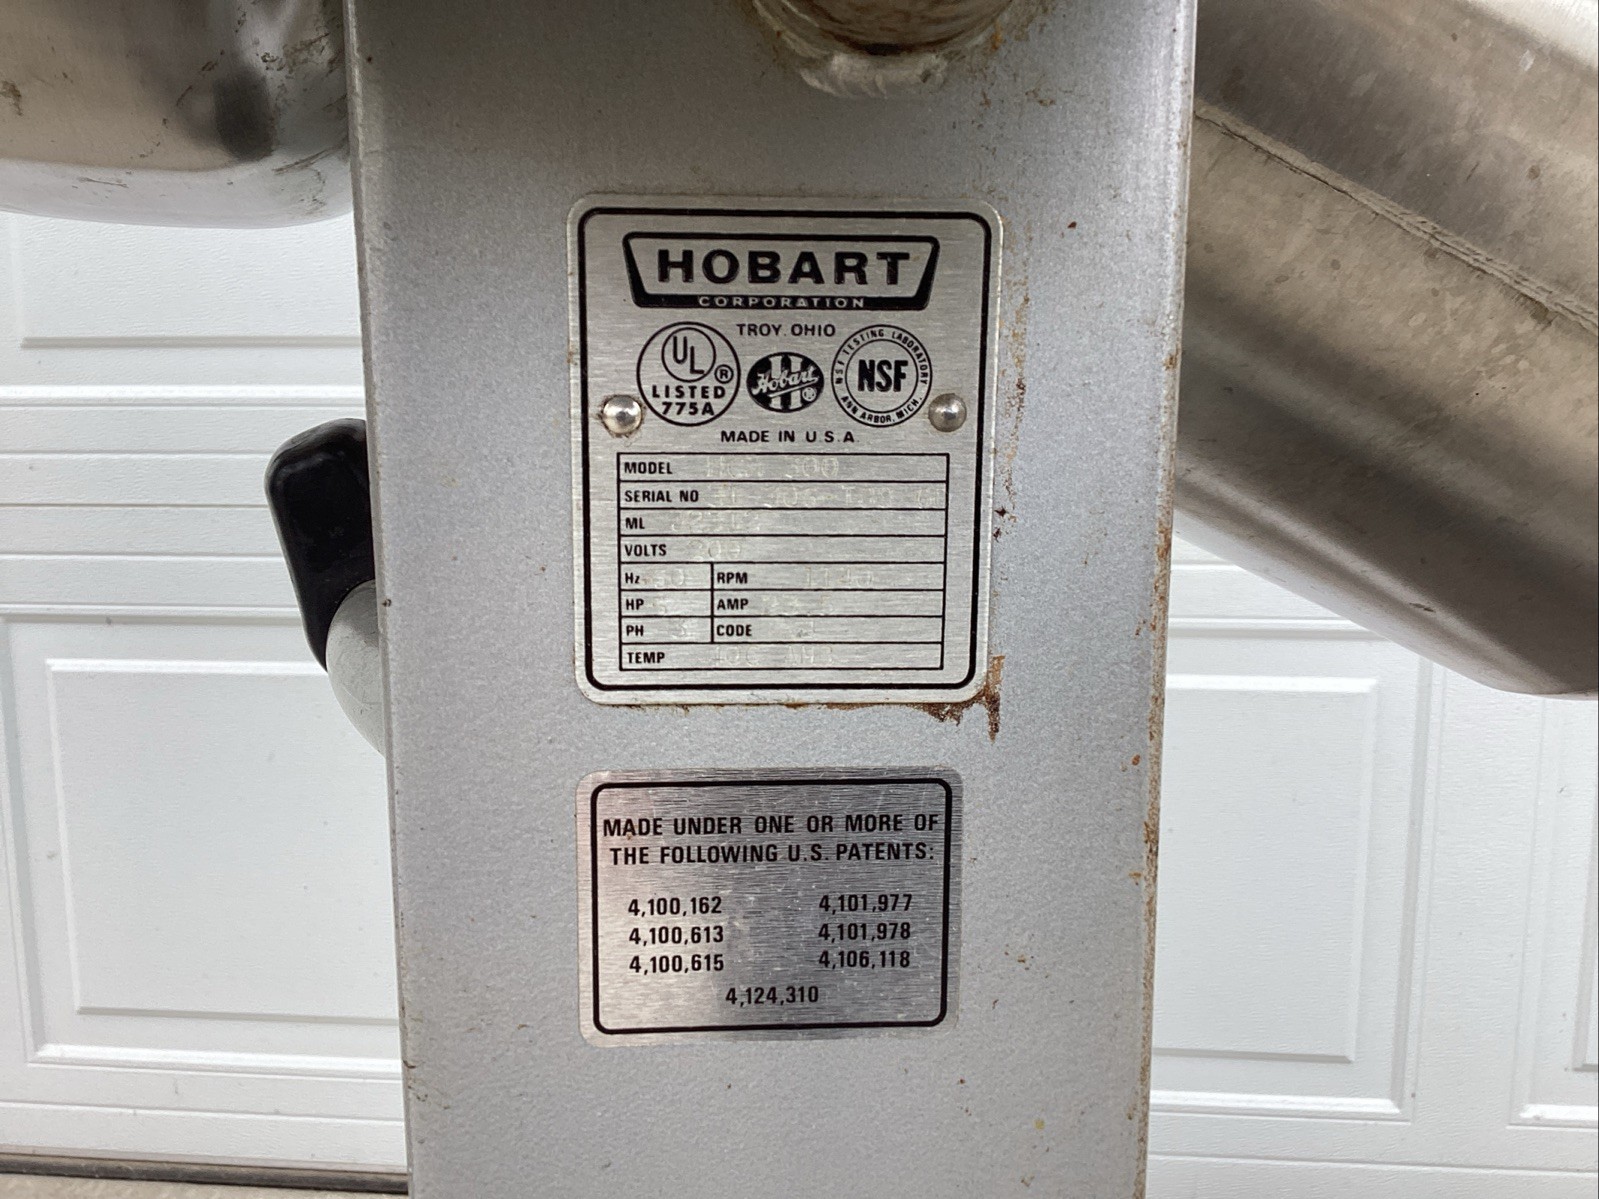 HOBART
CORPORATION
TROY. OHIO
UL ®
LISTED
775A
Hobart ®
NSF TESTING LABORATORY
NSF
ANN ARBOR, MICH.
MADE IN U.S.A.
MODEL 300
SERIAL NO
ML
VOLTS 200
Hz RPM
HP AMP
PH CODE
TEMP
MADE UNDER ONE OR MORE OF
THE FOLLOWING U.S. PATENTS:
4,100,162 4,101,977
4,100,613 4,101,978
4,100,615 4,106,118
4,124,310